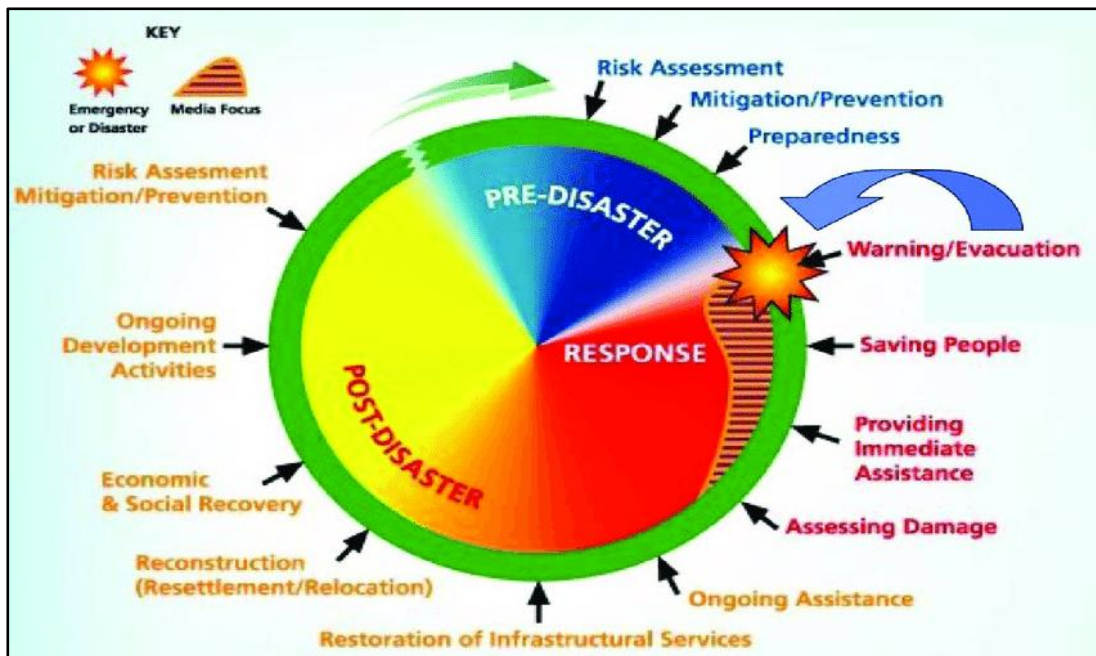 KEY
Emergency
or Disaster
Media Focus
Risk Assessment
Mitigation/Prevention
Preparedness
Warning/Evacuation
Saving People
Providing
Immediate
Assistance
Assessing Damage
Ongoing Assistance
Restoration of Infrastructural Services
Reconstruction
(Resettlement/Relocation)
Economic
& Social Recovery
Ongoing
Development
Activities
Risk Assesment
Mitigation/Prevention
PRE-DISASTER
RESPONSE
POST-DISASTER